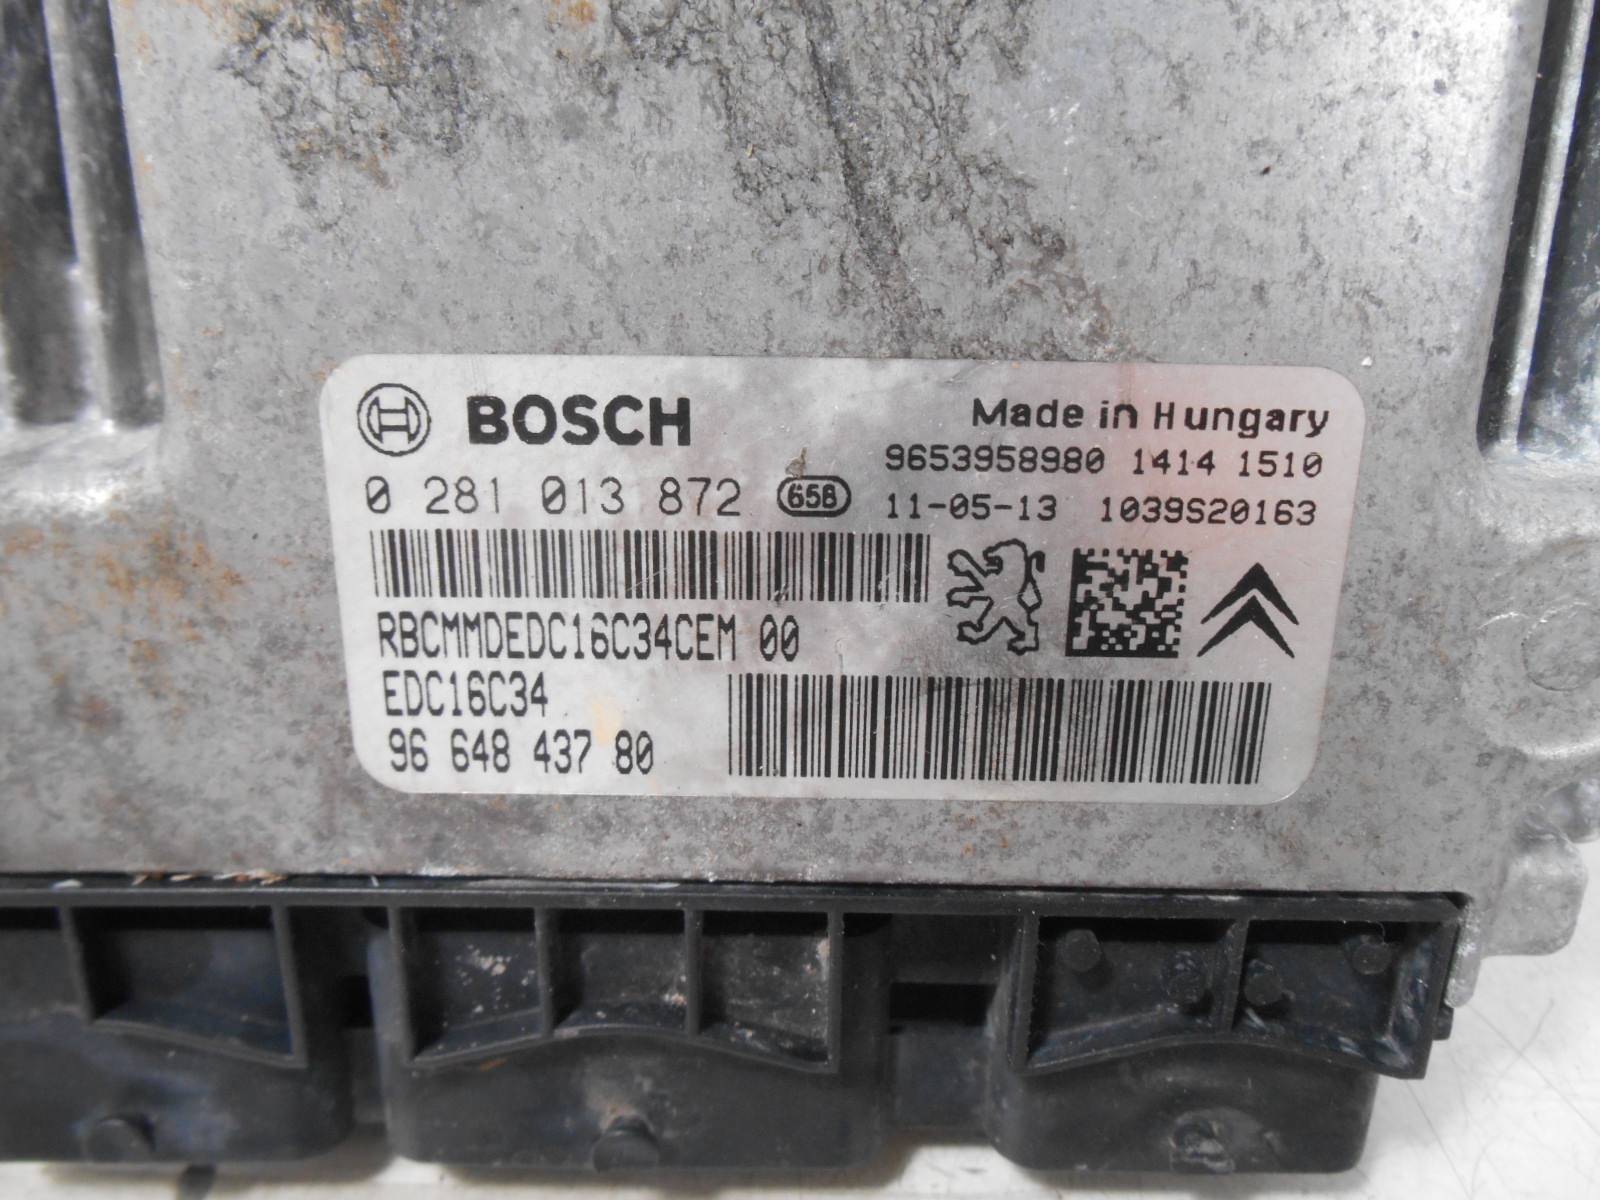 BOSCH
Made in Hungary
9653958980 1414 1510
0 281 013 872 65B
11-05-13 1039S20163
RBCMMDEDC16C34CEM 00
EDC16C34
96 648 437 80